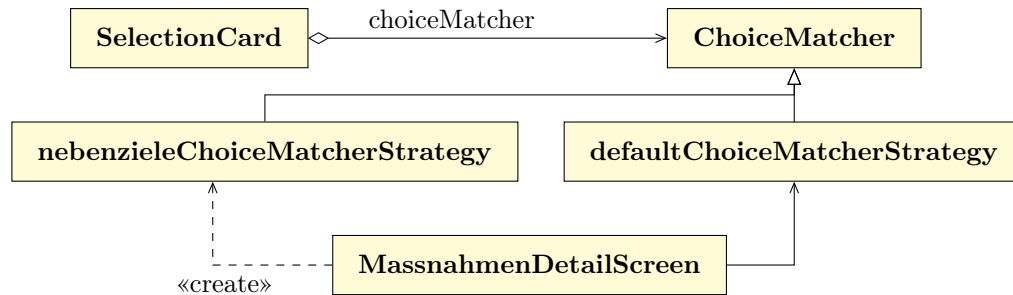 choiceMatcher
SelectionCard
ChoiceMatcher
nebenzieleChoiceMatcherStrategy
defaultChoiceMatcherStrategy
MassnahmenDetailScreen
«create»